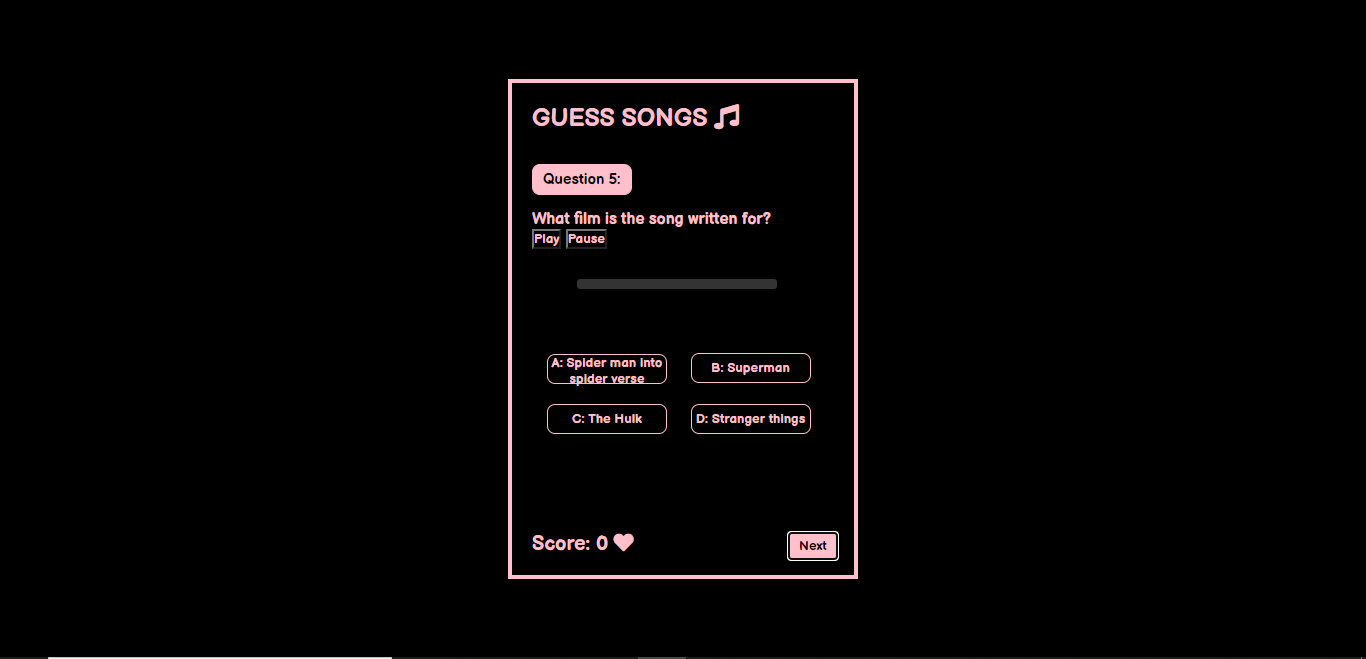 GUESS SONGS
Question 5:
What film is the song written for?
Play Pause
A: Spider man into
spider verse
B: Superman
C: The Hulk
D: Stranger things
Score: 0
Next